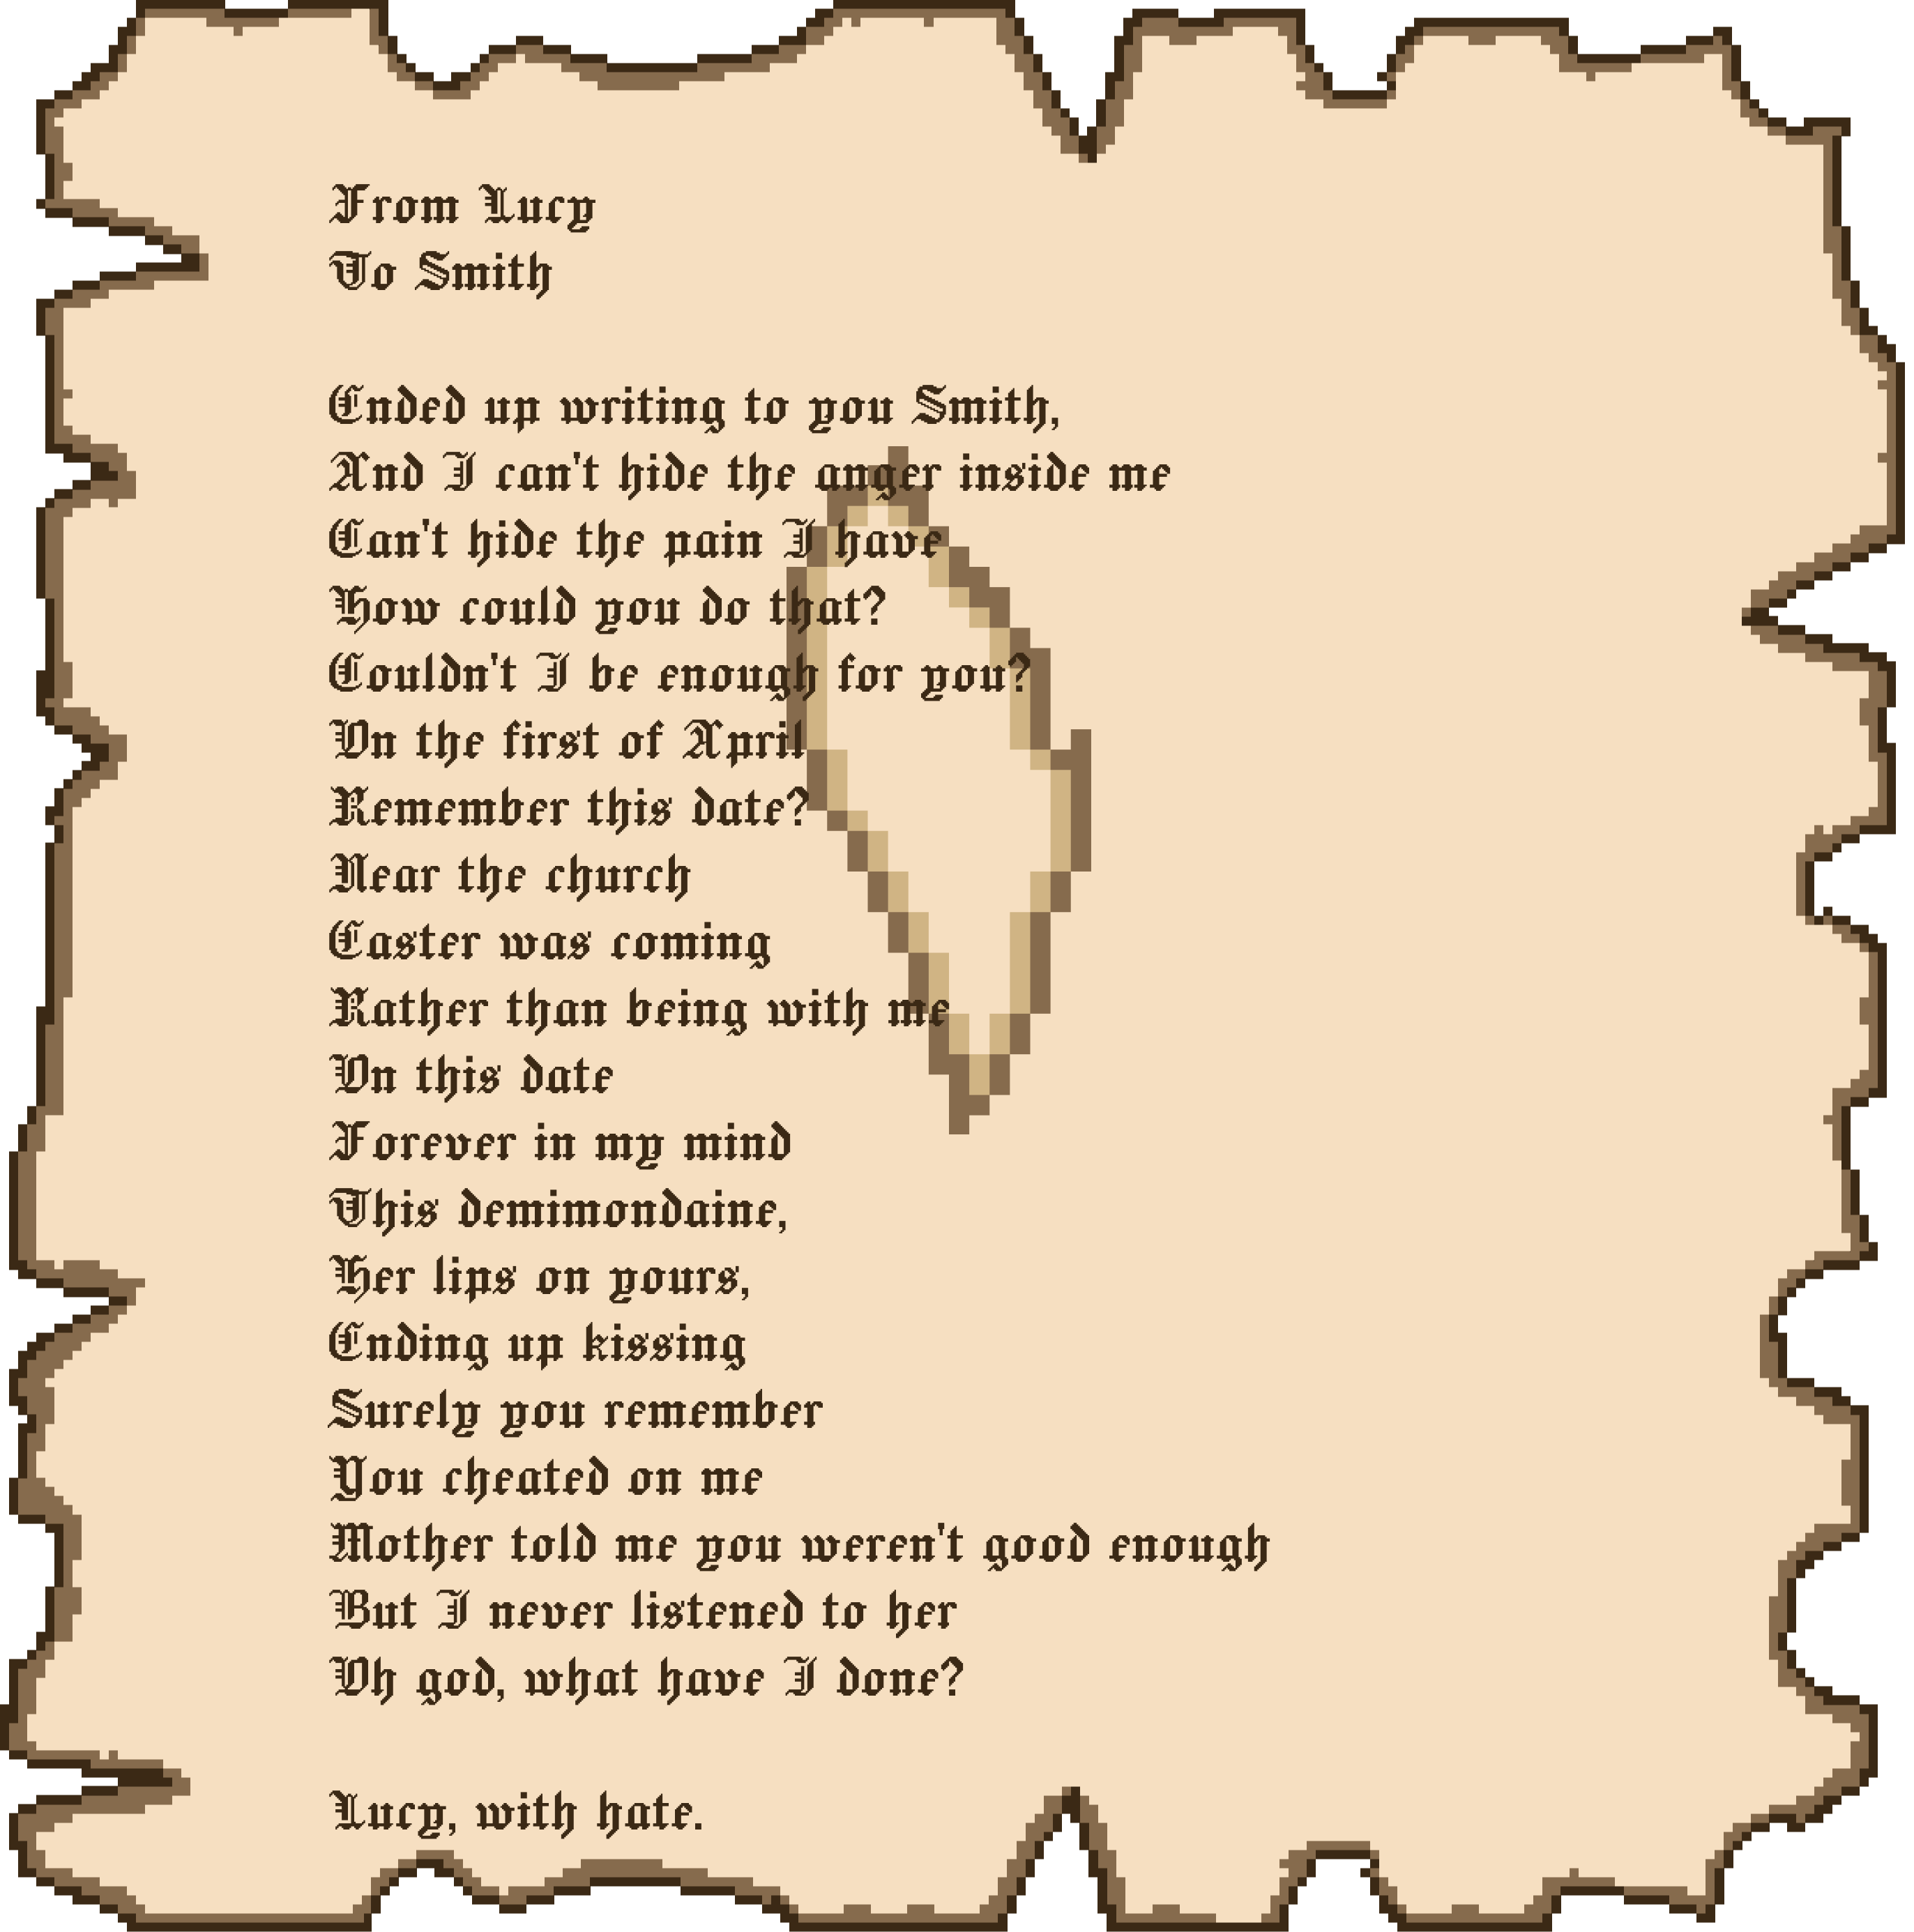 From Lucy
To Smith
Ended up writing to you Smith,
And I can't hide the anger inside me
Can't hide the pain I have
How could you do that?
Couldn't I be enough for you?
On the first of April
Remember this date?
Near the church
Easter was coming
Rather than being with me
On this date
Forever in my mind
This demimondaine,
Her lips on yours,
Ending up kissing
Surely you remember
You cheated on me
Mother told me you weren't good enough
But I never listened to her
Oh god, what have I done?
Lucy, with hate.